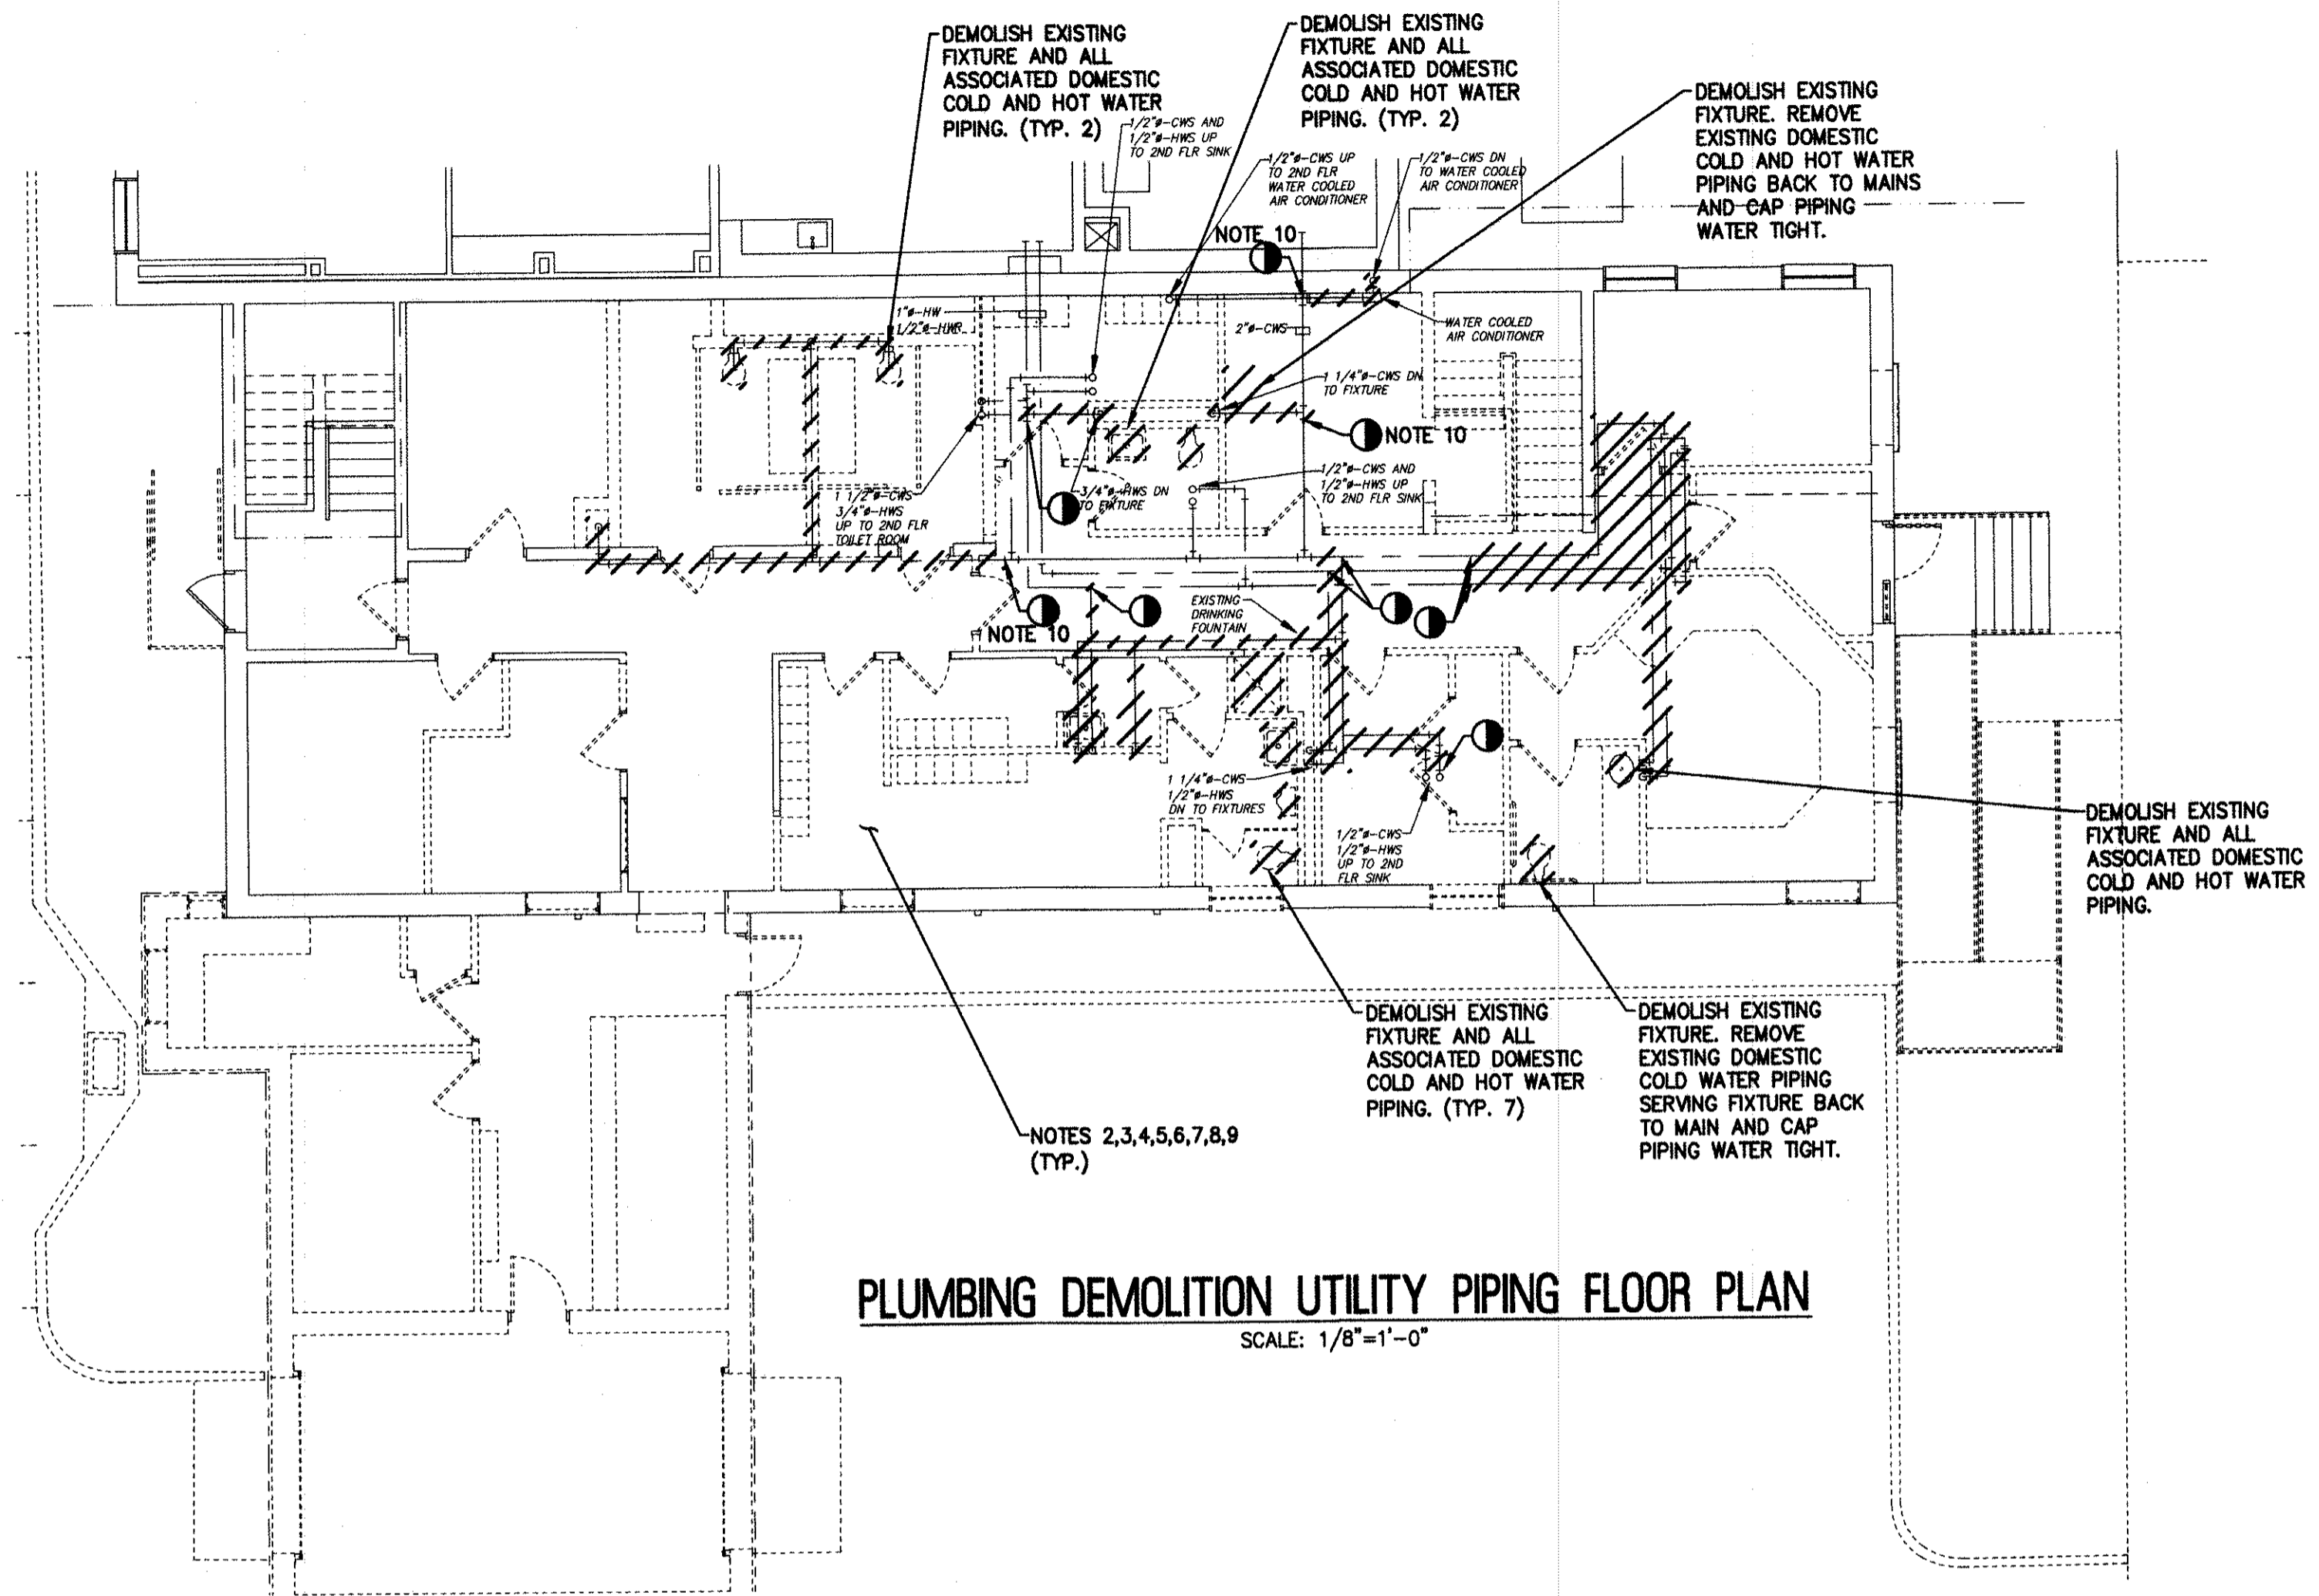 DEMOLISH EXISTING
FIXTURE AND ALL
ASSOCIATED DOMESTIC
COLD AND HOT WATER
PIPING. (TYP. 2)
DEMOLISH EXISTING
FIXTURE AND ALL
ASSOCIATED DOMESTIC
COLD AND HOT WATER
PIPING. (TYP. 2)
DEMOLISH EXISTING
FIXTURE. REMOVE
EXISTING DOMESTIC
COLD AND HOT WATER
PIPING BACK TO MAINS
AND CAP PIPING
WATER TIGHT.
1/2"ø-CWS AND
1/2"ø-HWS UP
TO 2ND FLR SINK
1/2"ø-CWS UP
TO 2ND FLR
WATER COOLED
AIR CONDITIONER
1/2"ø-CWS DN
TO WATER COOLED
AIR CONDITIONER
NOTE 10
1"ø-HW
1/2"ø-HWR
2"ø-CWS
WATER COOLED
AIR CONDITIONER
1 1/4"ø-CWS DN
TO FIXTURE
NOTE 10
1/2"ø-CWS AND
1/2"ø-HWS UP
TO 2ND FLR SINK
1 1/2"ø-CWS
3/4"ø-HWS
UP TO 2ND FLR
TOILET ROOM
3/4"ø-HWS DN
TO FIXTURE
NOTE 10
EXISTING
DRINKING
FOUNTAIN
1 1/4"ø-CWS
1/2"ø-HWS
DN TO FIXTURES
1/2"ø-CWS
1/2"ø-HWS
UP TO 2ND
FLR SINK
DEMOLISH EXISTING
FIXTURE AND ALL
ASSOCIATED DOMESTIC
COLD AND HOT WATER
PIPING.
DEMOLISH EXISTING
FIXTURE AND ALL
ASSOCIATED DOMESTIC
COLD AND HOT WATER
PIPING. (TYP. 7)
DEMOLISH EXISTING
FIXTURE. REMOVE
EXISTING DOMESTIC
COLD WATER PIPING
SERVING FIXTURE BACK
TO MAIN AND CAP
PIPING WATER TIGHT.
NOTES 2,3,4,5,6,7,8,9
(TYP.)
PLUMBING DEMOLITION UTILITY PIPING FLOOR PLAN
SCALE: 1/8"=1'-0"